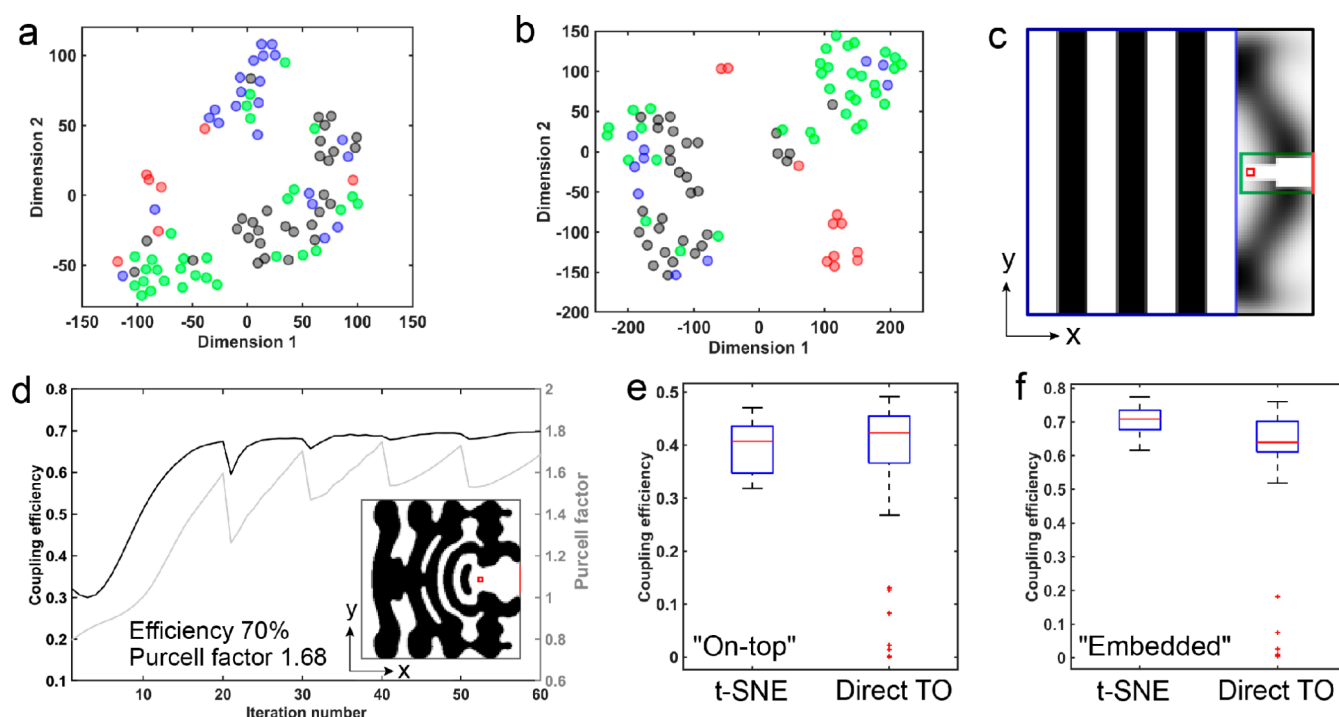 a
100
50
0
-50
-150
-100
-50
0
50
100
150
Dimension 2
Dimension 1
b
150
100
50
0
-50
-100
-150
-200
-200
-100
0
100
200
Dimension 2
Dimension 1
c
y
x
d
0.8
0.7
0.6
0.5
0.4
0.3
0.2
0.1
Coupling efficiency
2
1.8
1.6
1.4
1.2
1
0.8
0.6
Purcell factor
Efficiency 70%
Purcell factor 1.68
y
x
10
20
30
40
50
60
Iteration number
e
0.5
0.4
0.3
0.2
0.1
0
Coupling efficiency
"On-top"
t-SNE
Direct TO
f
0.8
0.7
0.6
0.5
0.4
0.3
0.2
0.1
0
Coupling efficiency
"Embedded"
t-SNE
Direct TO